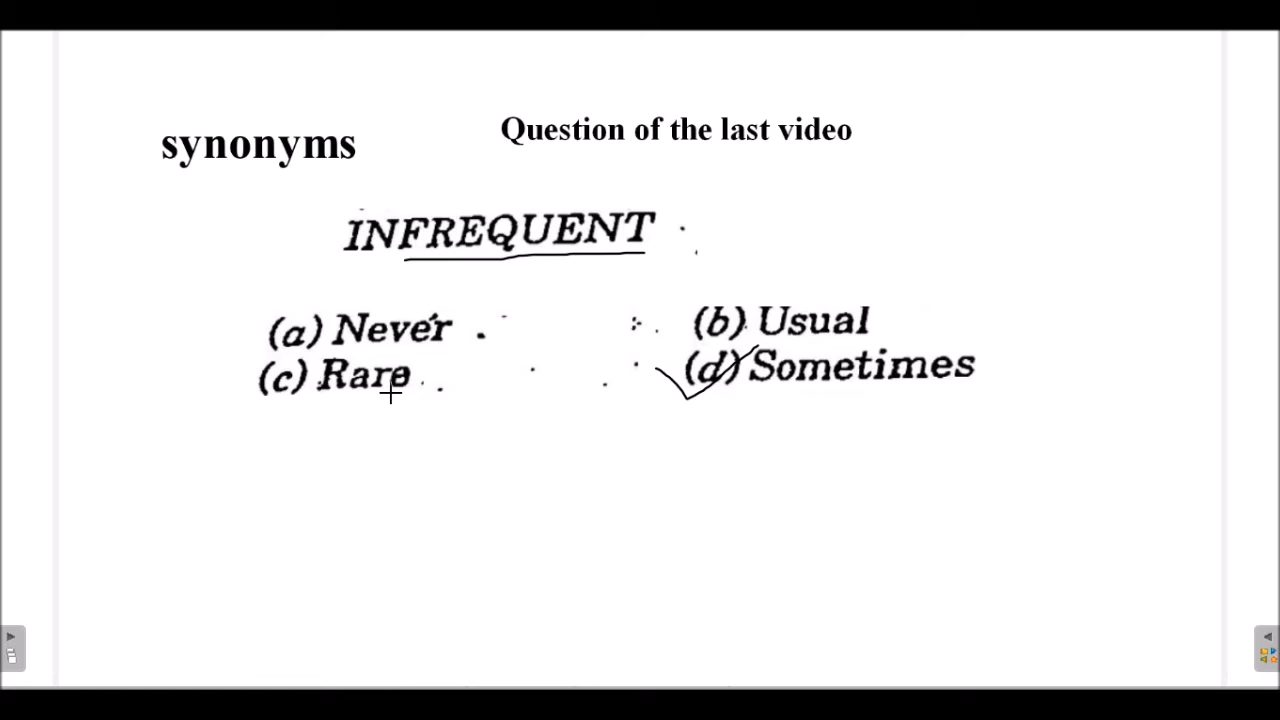 synonyms
Question of the last video
INFREQUENT
(a) Never
(b) Usual
(c) Rare
(d) Sometimes